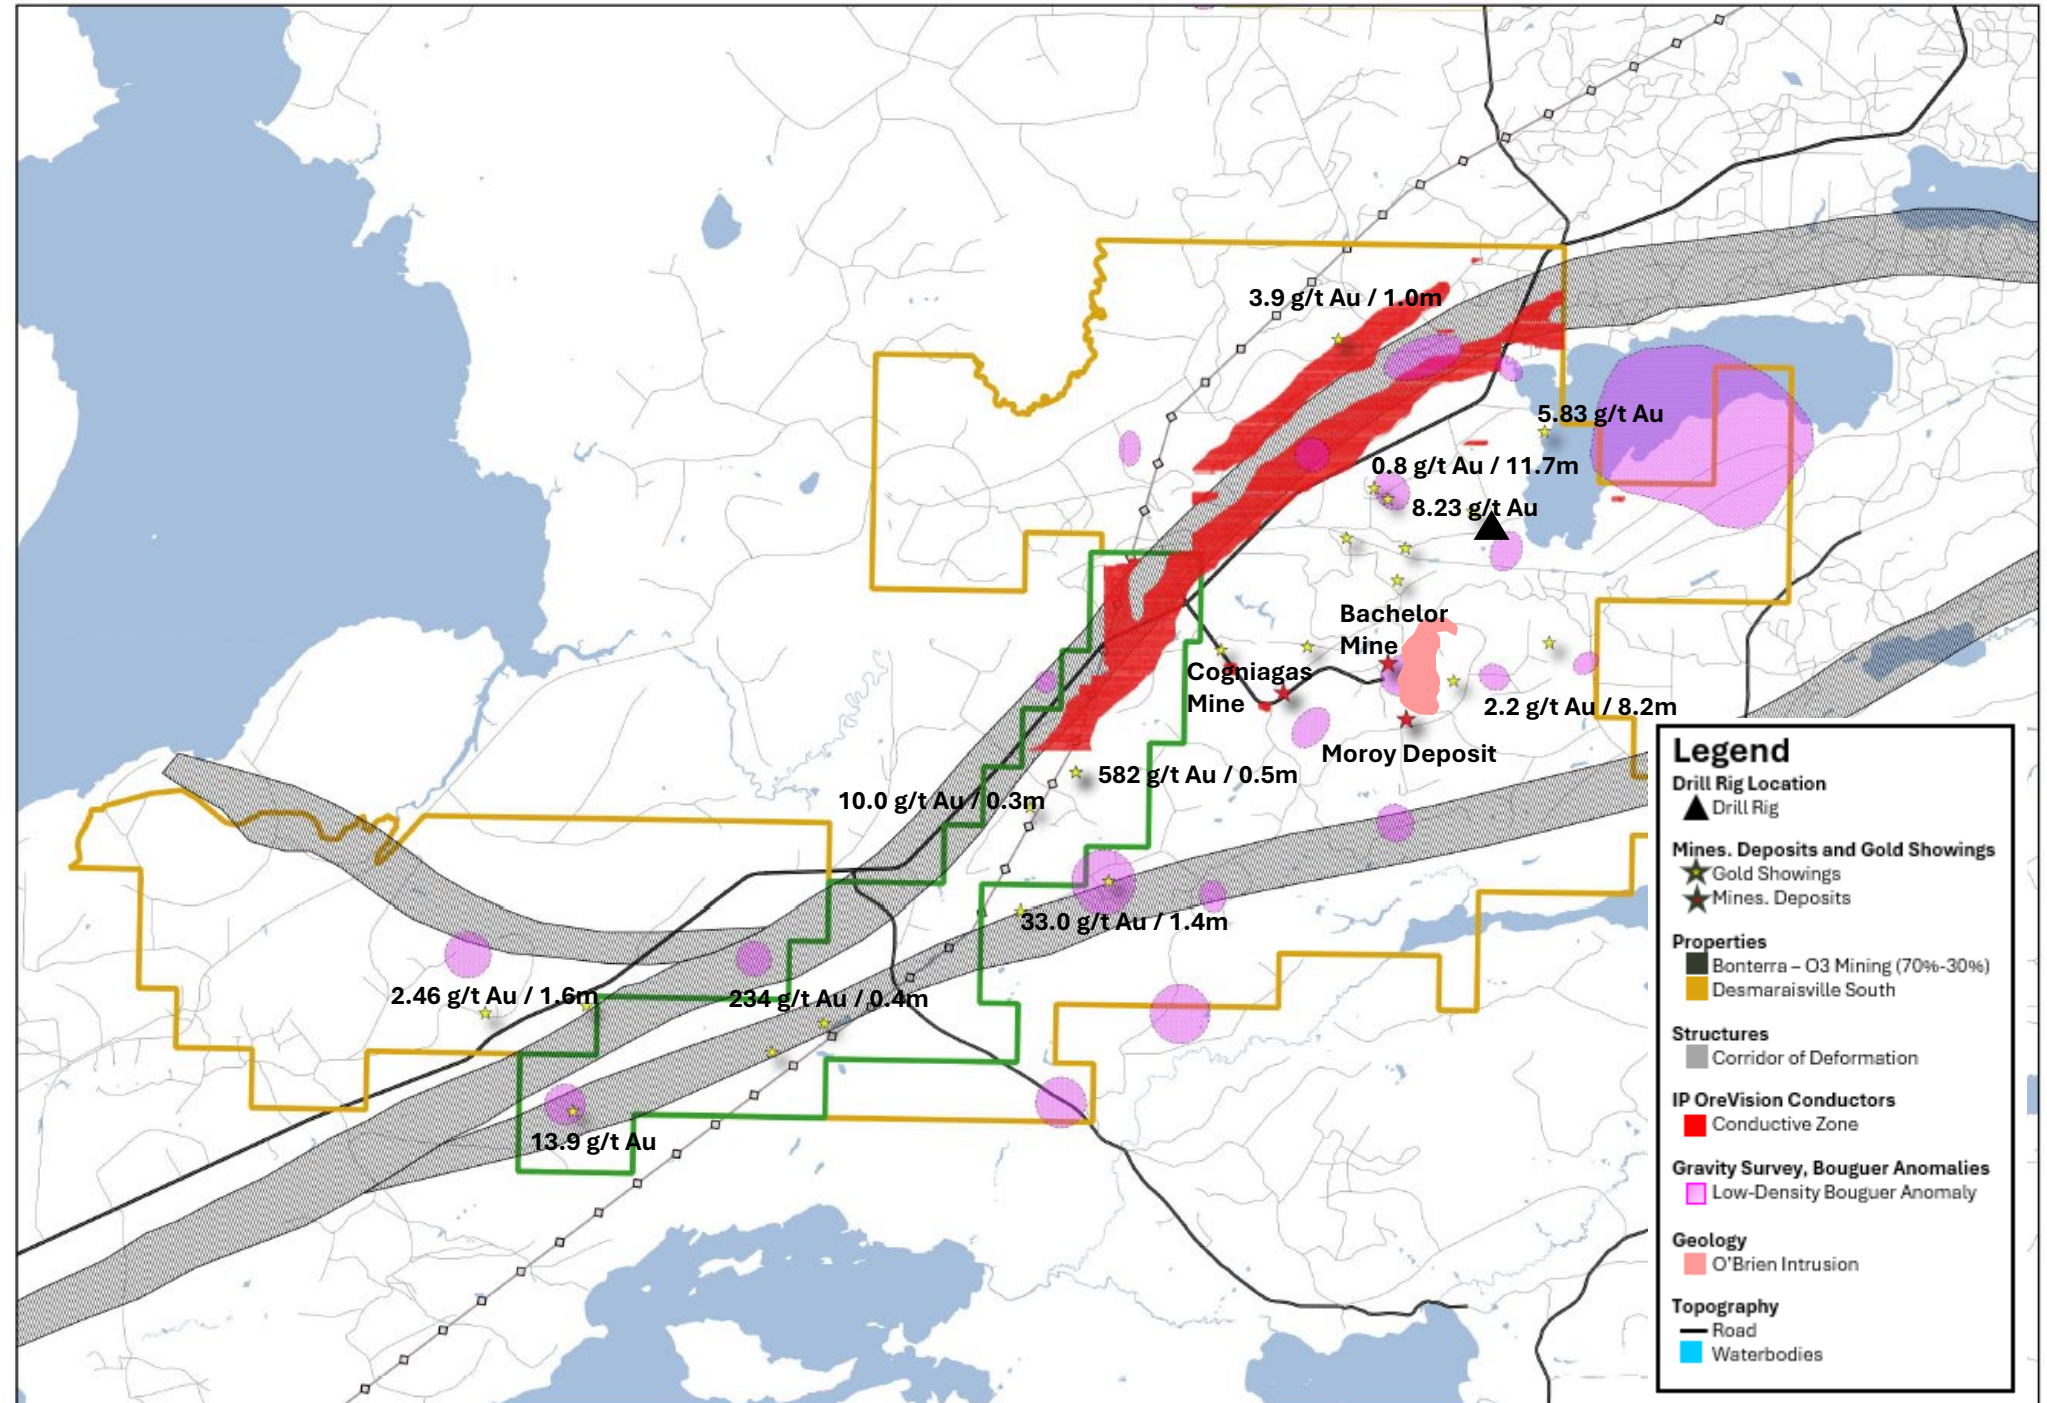 3.9 g/t Au / 1.0m
5.83 g/t Au
0.8 g/t Au / 11.7m
8.23 g/t Au
Bachelor
Mine
Cogniagas
Mine
2.2 g/t Au / 8.2m
Moroy Deposit
582 g/t Au / 0.5m
10.0 g/t Au / 0.3m
33.0 g/t Au / 1.4m
2.46 g/t Au / 1.6m
234 g/t Au / 0.4m
13.9 g/t Au
Legend
Drill Rig Location
Drill Rig
Mines. Deposits and Gold Showings
Gold Showings
Mines. Deposits
Properties
Bonterra – O3 Mining (70%-30%)
Desmaraisville South
Structures
Corridor of Deformation
IP OreVision Conductors
Conductive Zone
Gravity Survey, Bouguer Anomalies
Low-Density Bouguer Anomaly
Geology
O'Brien Intrusion
Topography
Road
Waterbodies